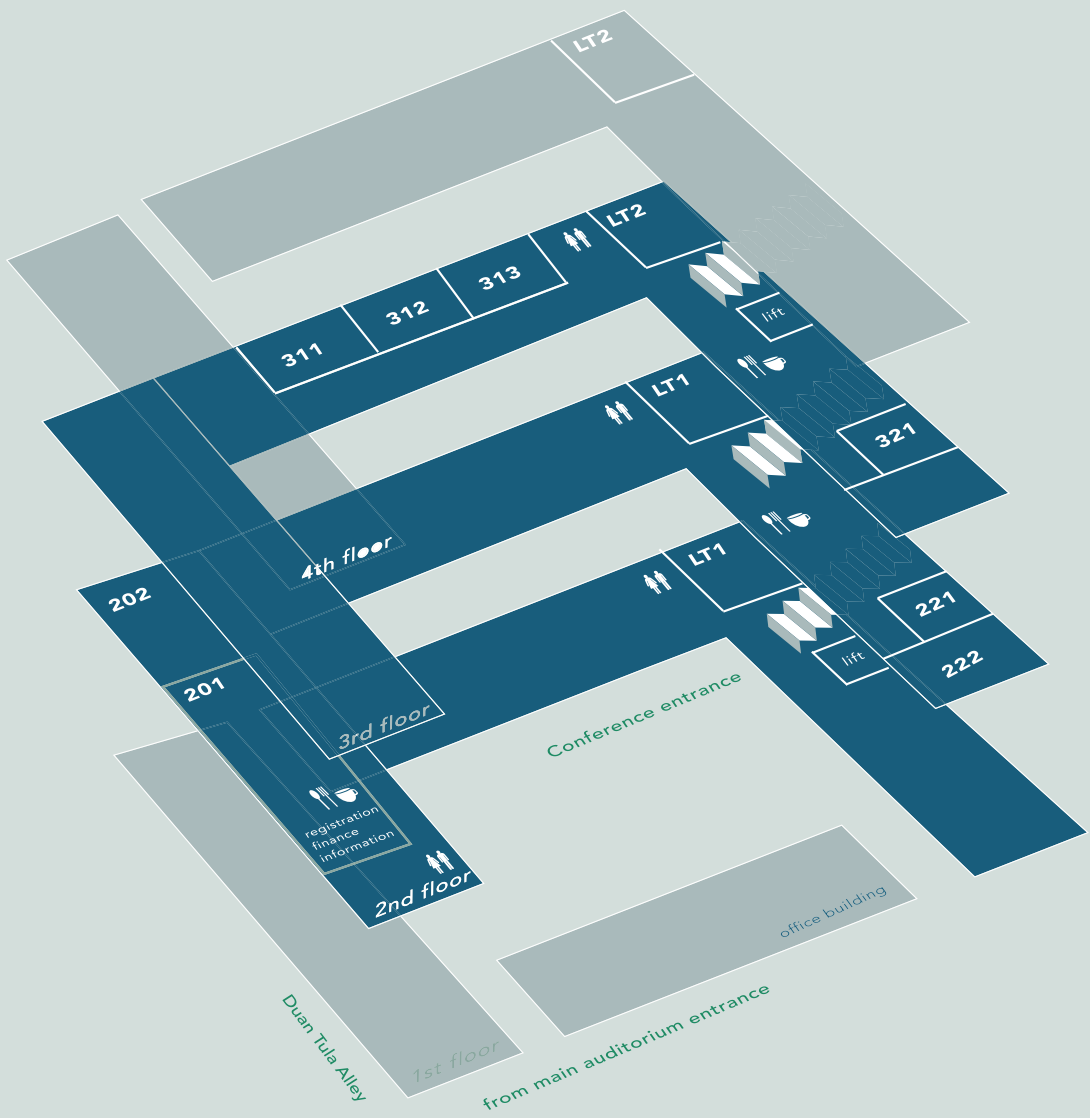 LT2
LT2
313
312
311
lift
321
LT1
4th floor
202
LT1
221
222
lift
201
3rd floor
Conference entrance
registration
finance
information
2nd floor
office building
from main auditorium entrance
Duan Tula Alley
1st floor